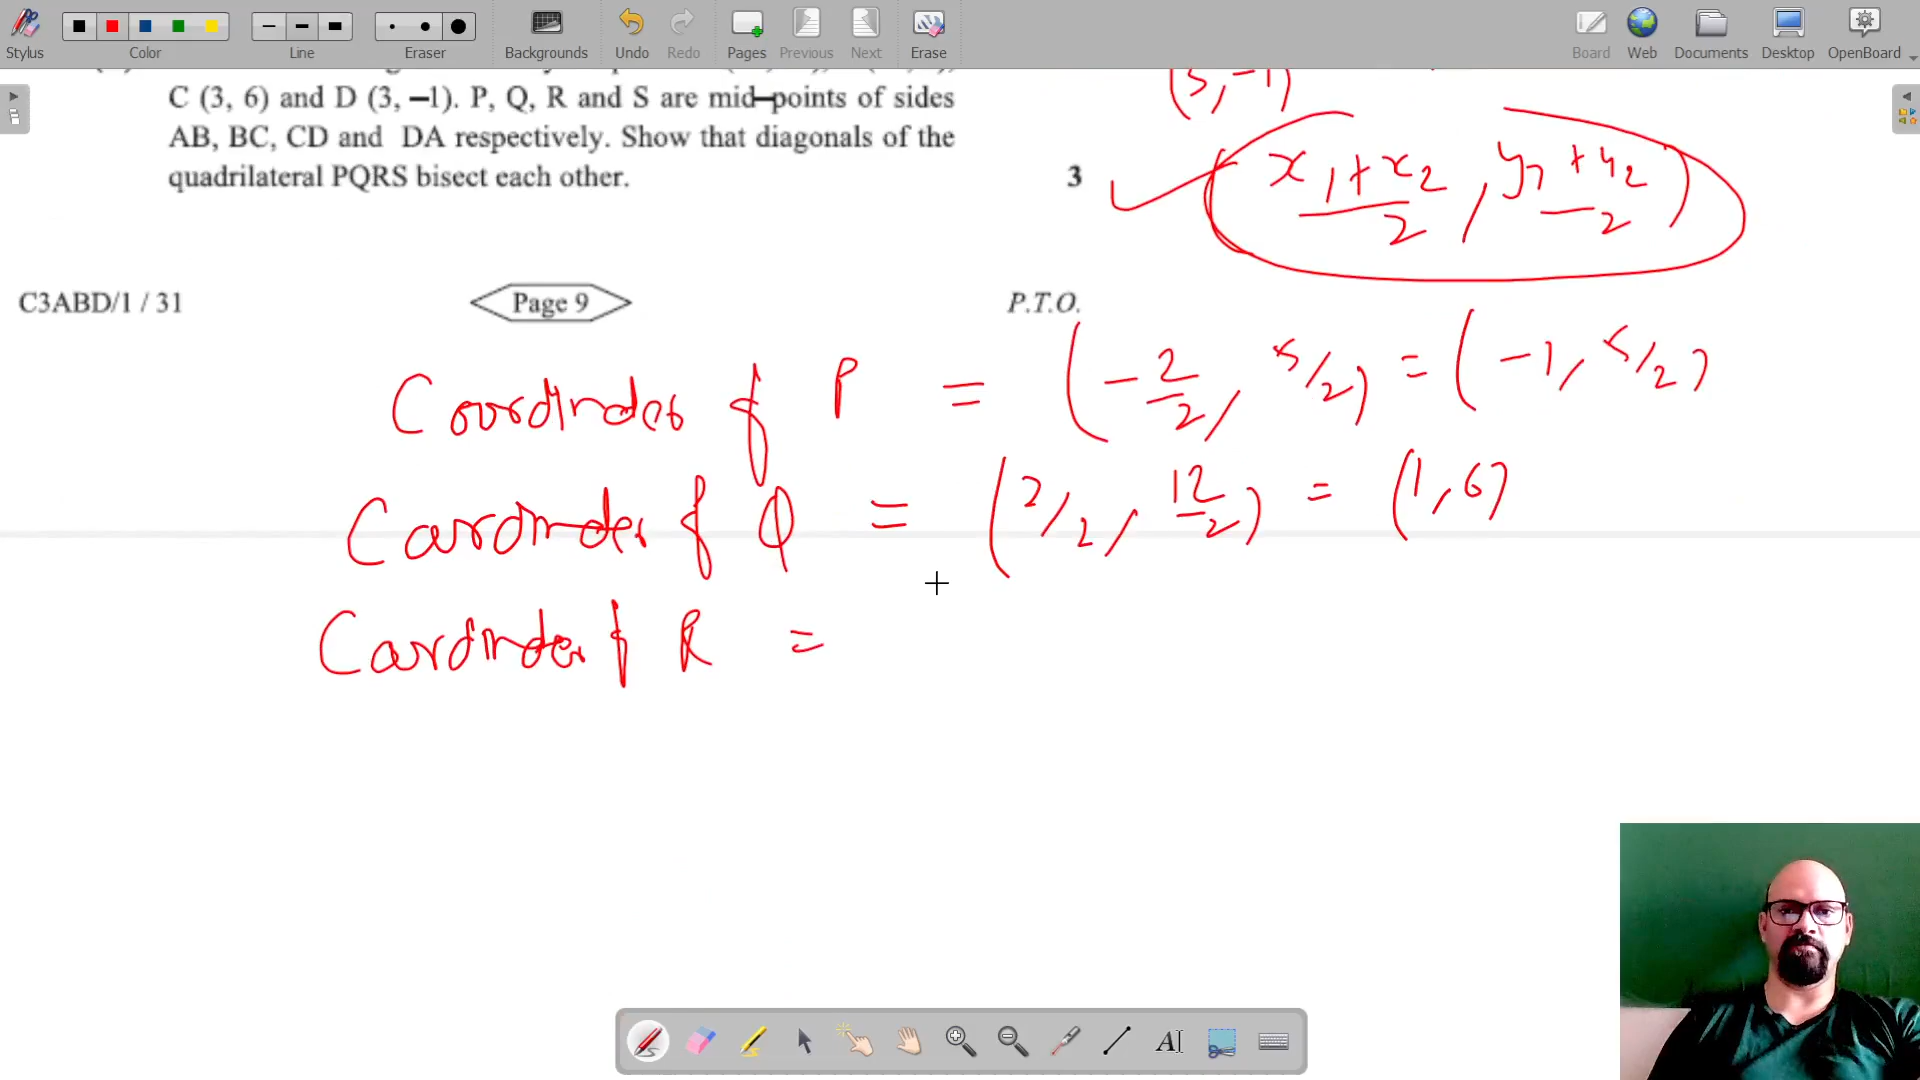 Stylus Color Line Eraser Backgrounds Undo Redo Pages Previous Next Erase Board Web Documents Desktop OpenBoard
C (3, 6) and D (3, –1). P, Q, R and S are mid–points of sides
AB, BC, CD and DA respectively. Show that diagonals of the
quadrilateral PQRS bisect each other. 3
(3, -1)
(x1+x2/2, y1+y2/2)
C3ABD/1 / 31 Page 9 P.T.O.
Coordinates of P = (-2/2, 5/2) = (-1, 5/2)
Coordinates of Q = (2/2, 12/2) = (1, 6)
Coordinates of R =